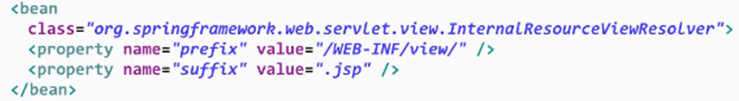 <bean
class="org.springframework.web.servlet.view.InternalResourceViewResolver">
<property name="prefix" value="/WEB-INF/view/" />
<property name="suffix" value=".jsp" />
</bean>